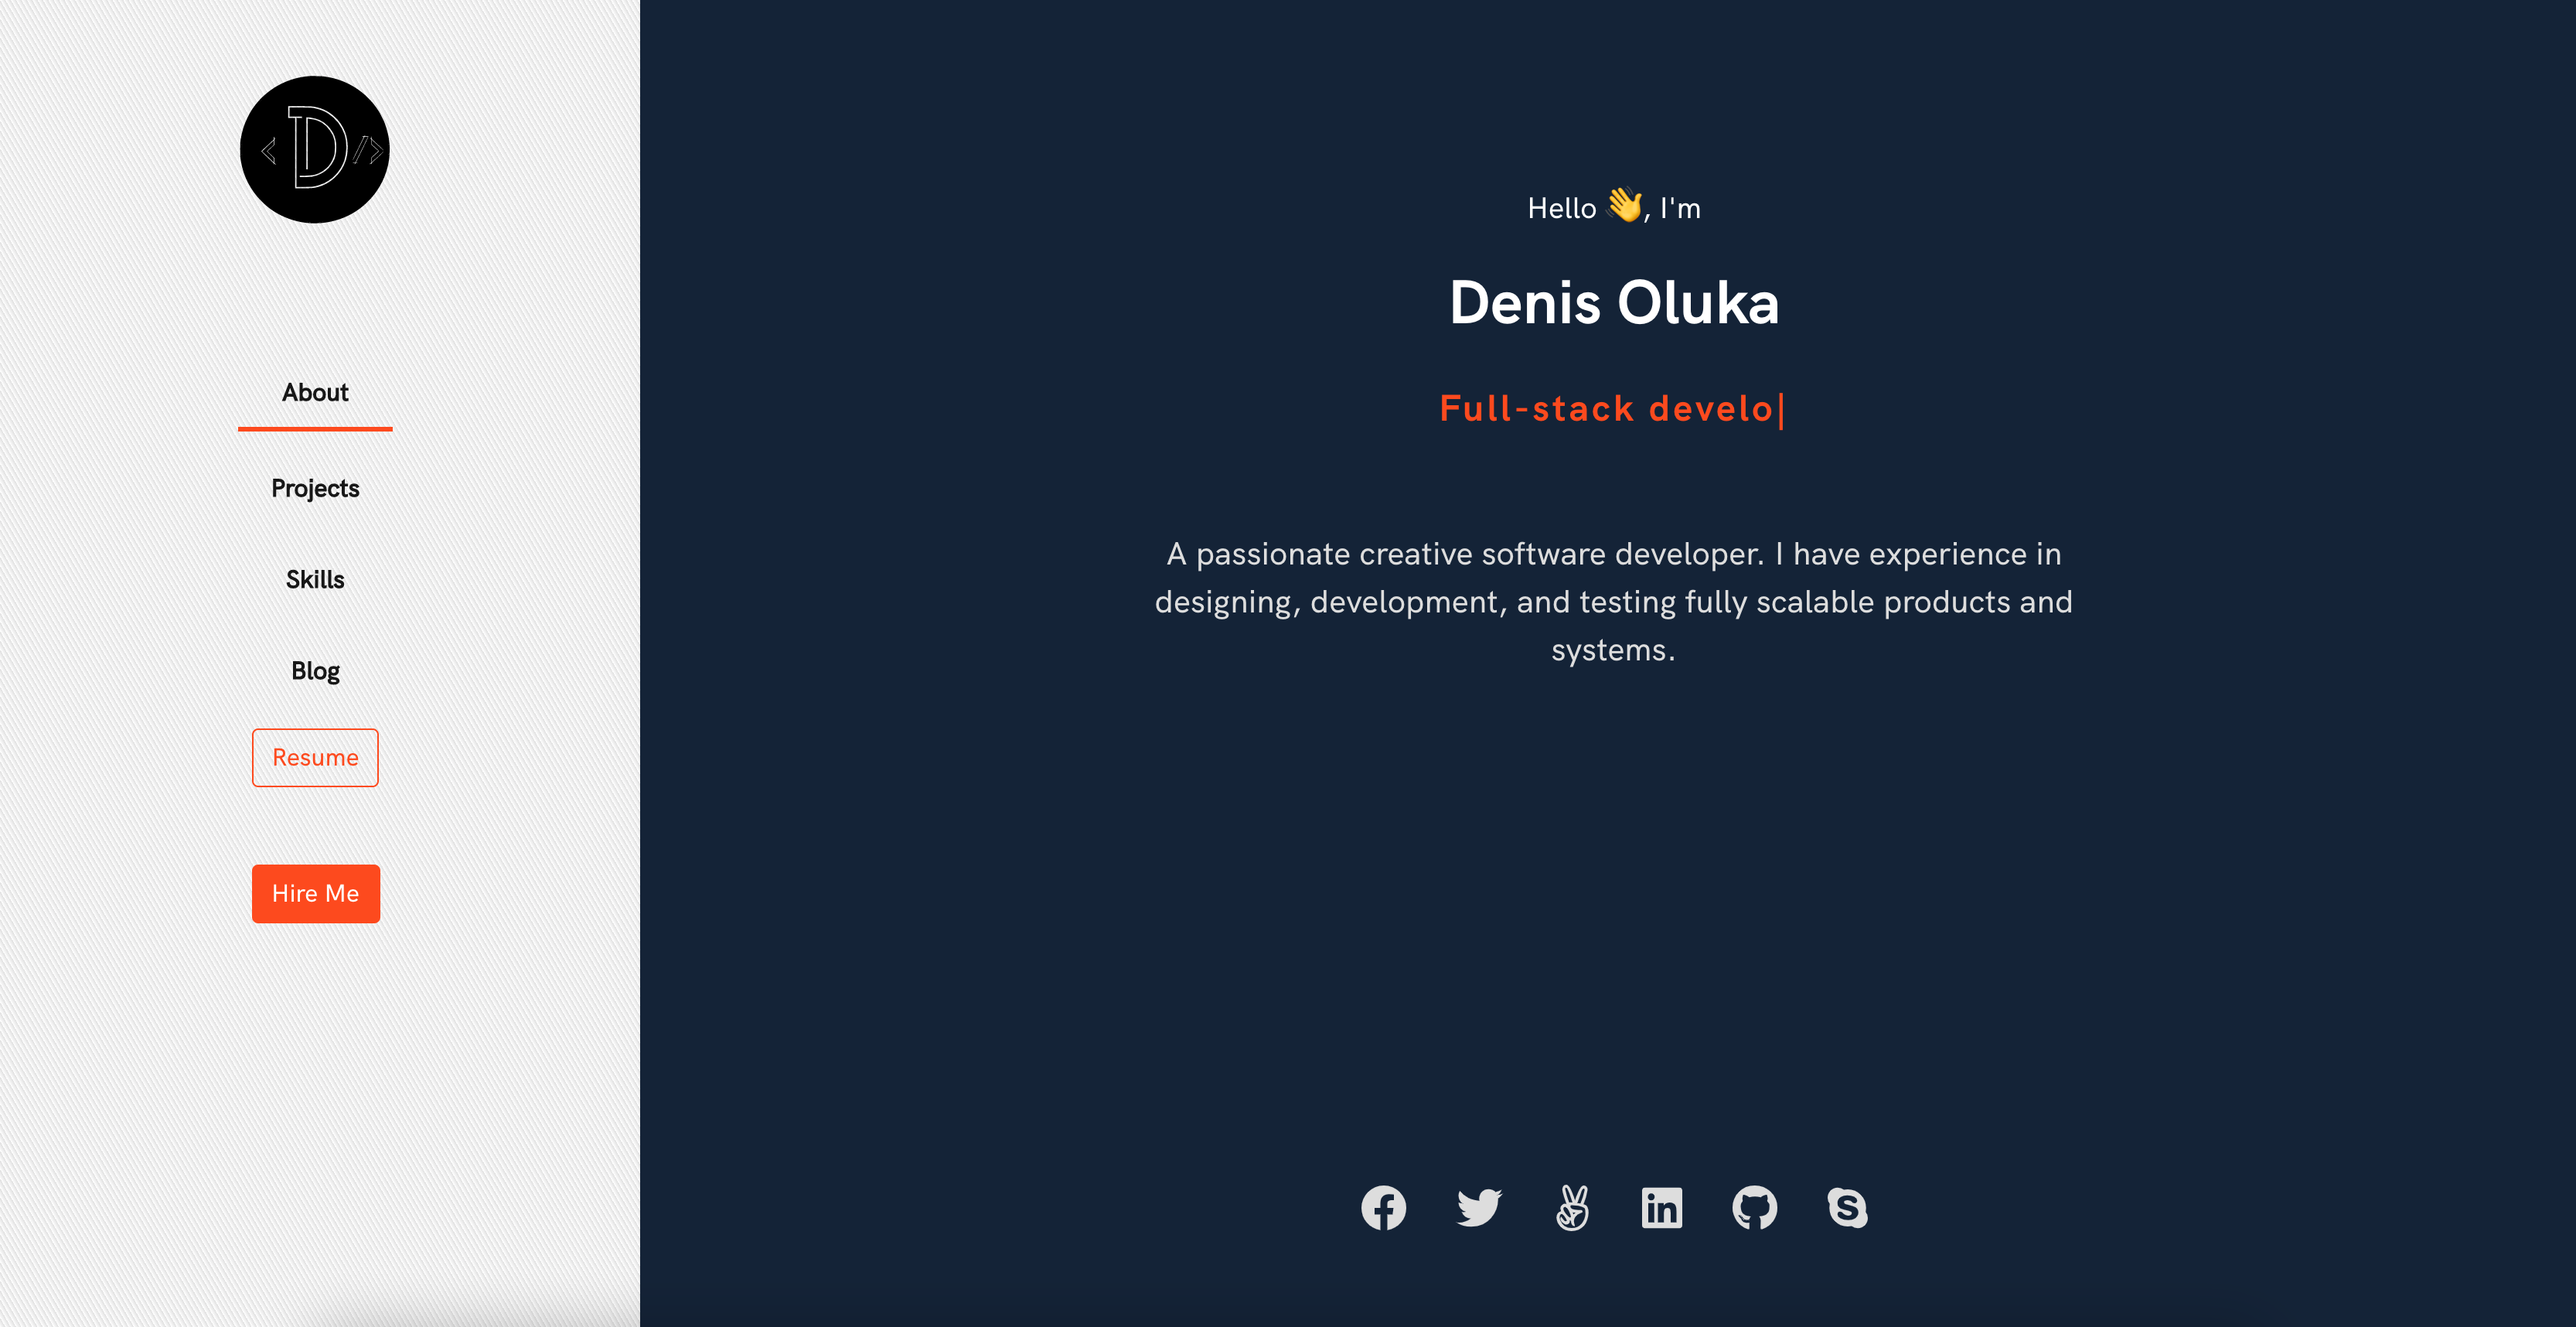 <D/>
About
Projects
Skills
Blog
Resume
Hire Me
Hello 👋, I'm
Denis Oluka
Full-stack develo|
A passionate creative software developer. I have experience in
designing, development, and testing fully scalable products and
systems.